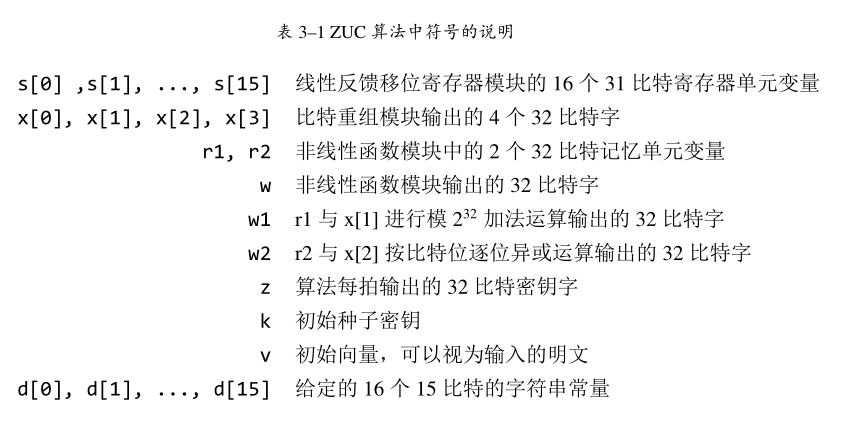 表 3–1 ZUC 算法中符号的说明
s[0] ,s[1], ..., s[15] 线性反馈移位寄存器模块的 16 个 31 比特寄存器单元变量
x[0], x[1], x[2], x[3] 比特重组模块输出的 4 个 32 比特字
r1, r2 非线性函数模块中的 2 个 32 比特记忆单元变量
w 非线性函数模块输出的 32 比特字
w1 r1 与 x[1] 进行模 2³² 加法运算输出的 32 比特字
w2 r2 与 x[2] 按比特位逐位异或运算输出的 32 比特字
z 算法每拍输出的 32 比特密钥字
k 初始种子密钥
v 初始向量，可以视为输入的明文
d[0], d[1], ..., d[15] 给定的 16 个 15 比特的字符串常量